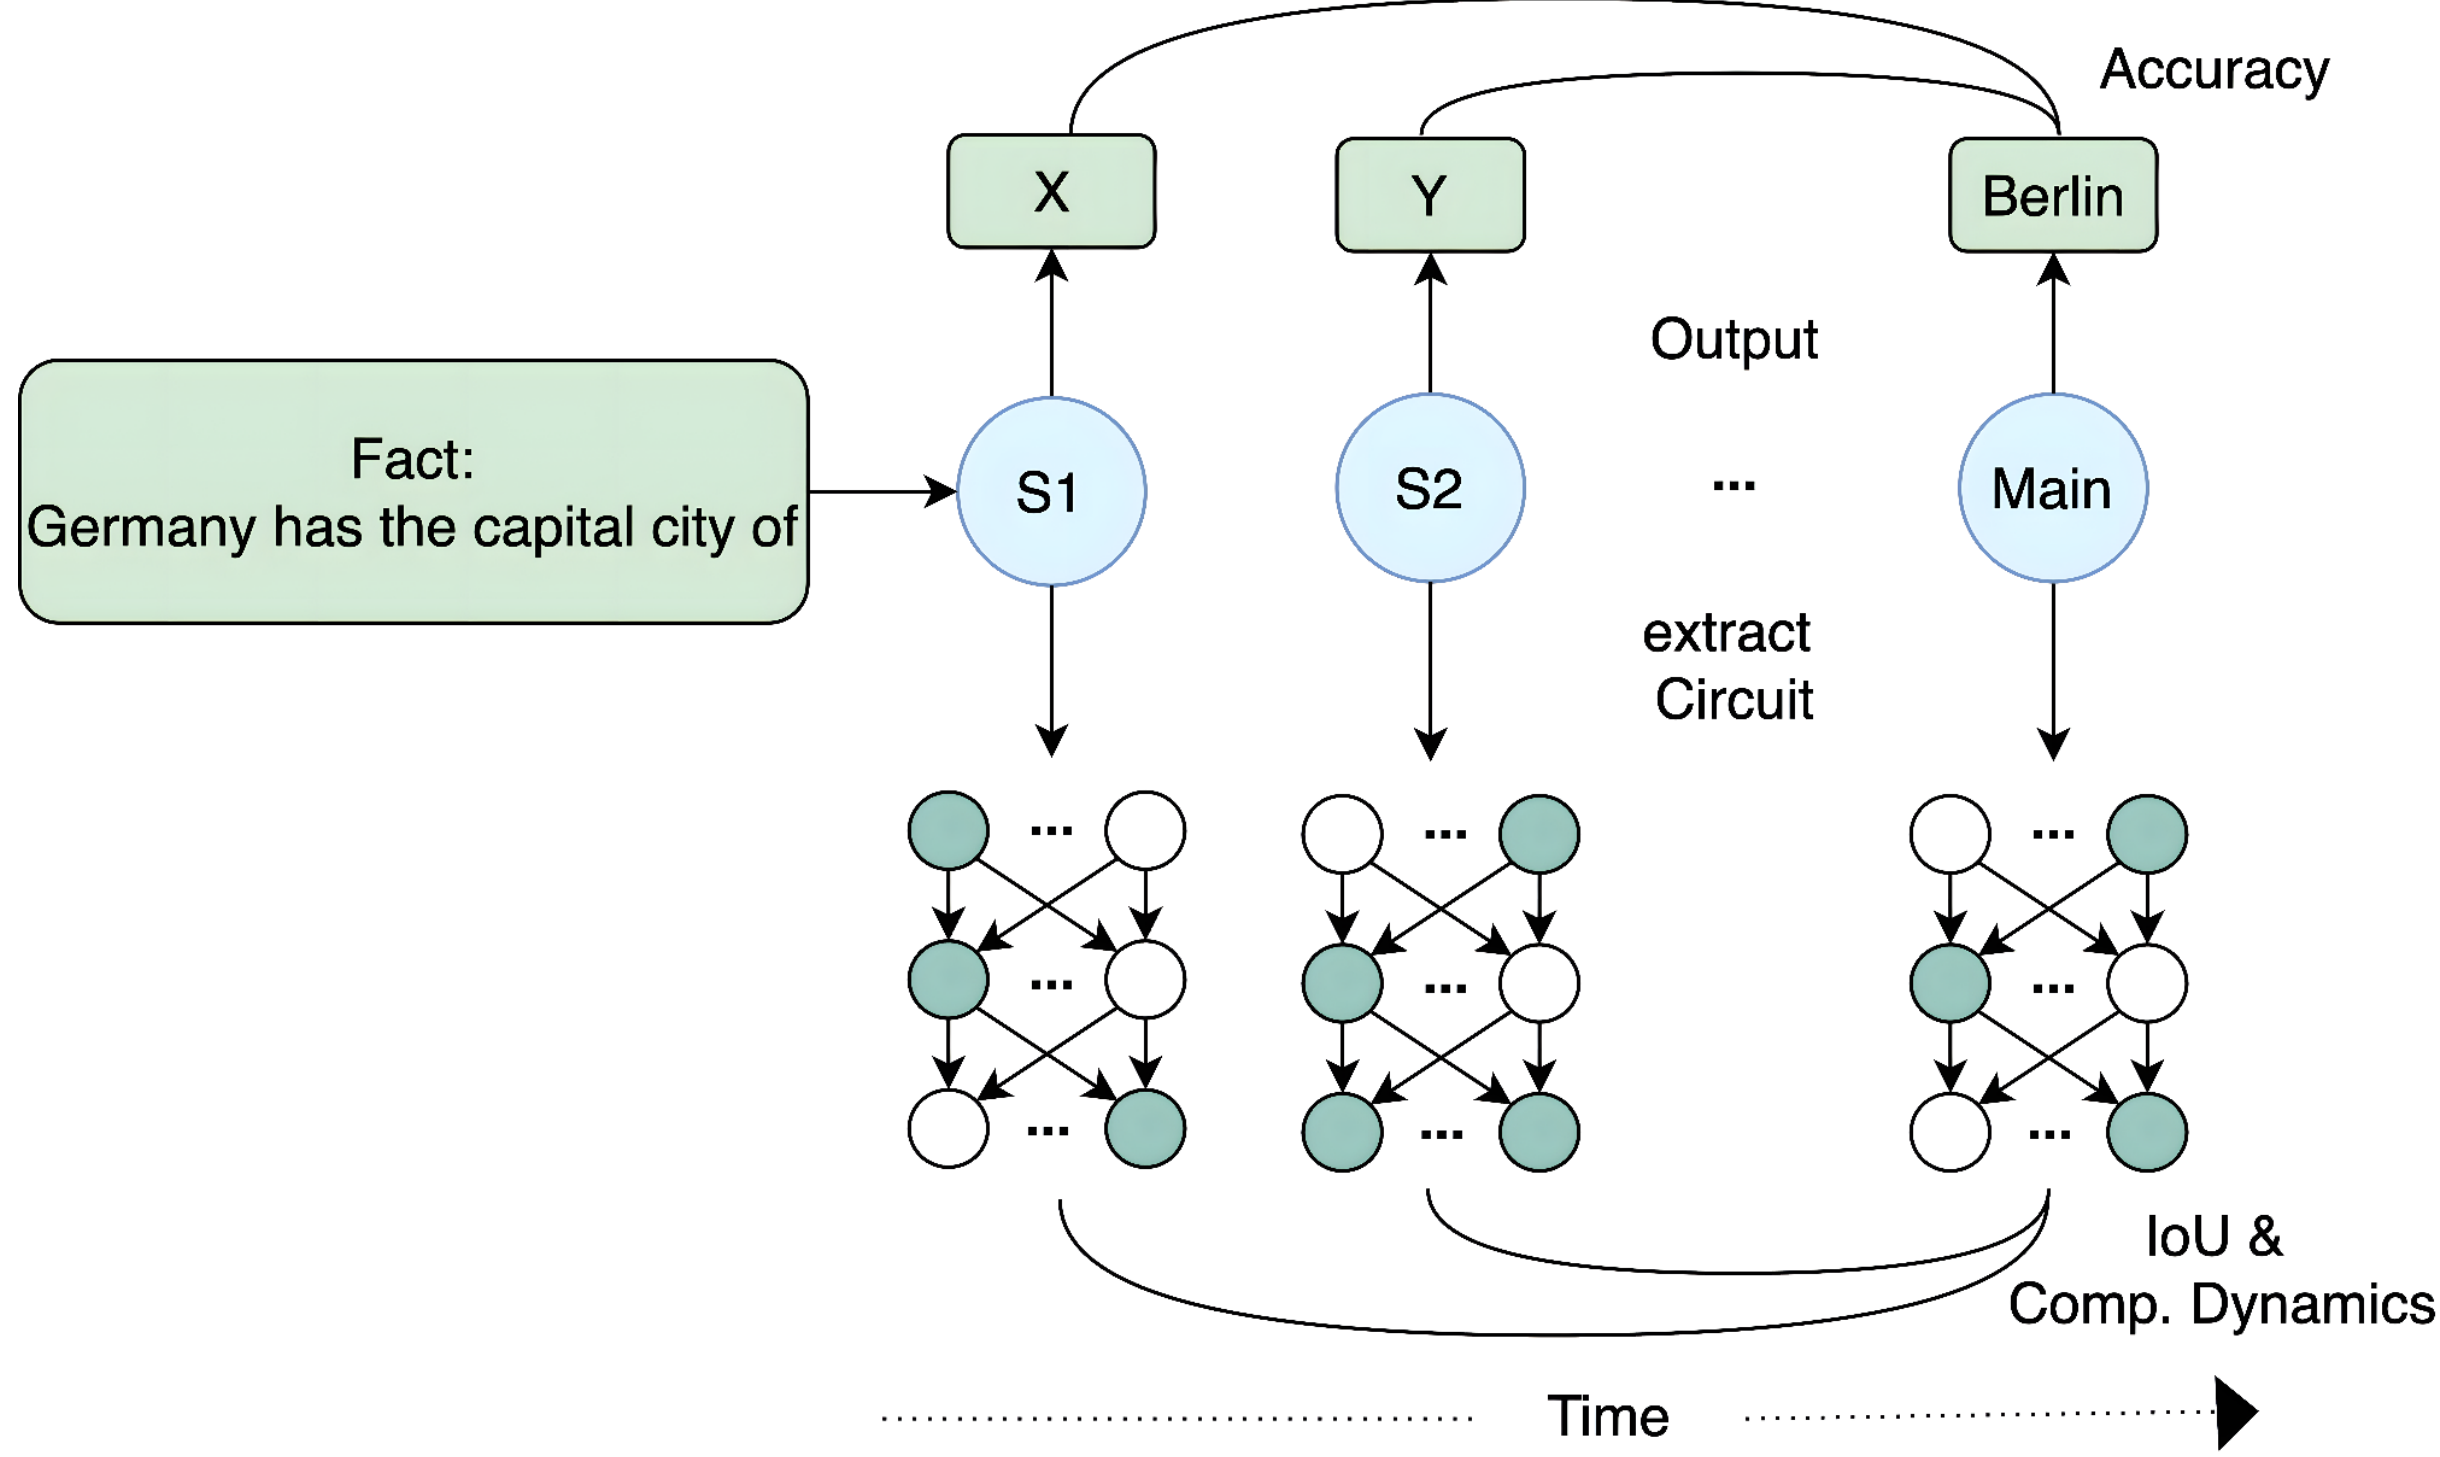 Accuracy
X
Y
Berlin
Output
Fact:
Germany has the capital city of
S1
S2
...
Main
extract
Circuit
... ... ...
... ... ...
... ... ...
IoU &
Comp. Dynamics
Time